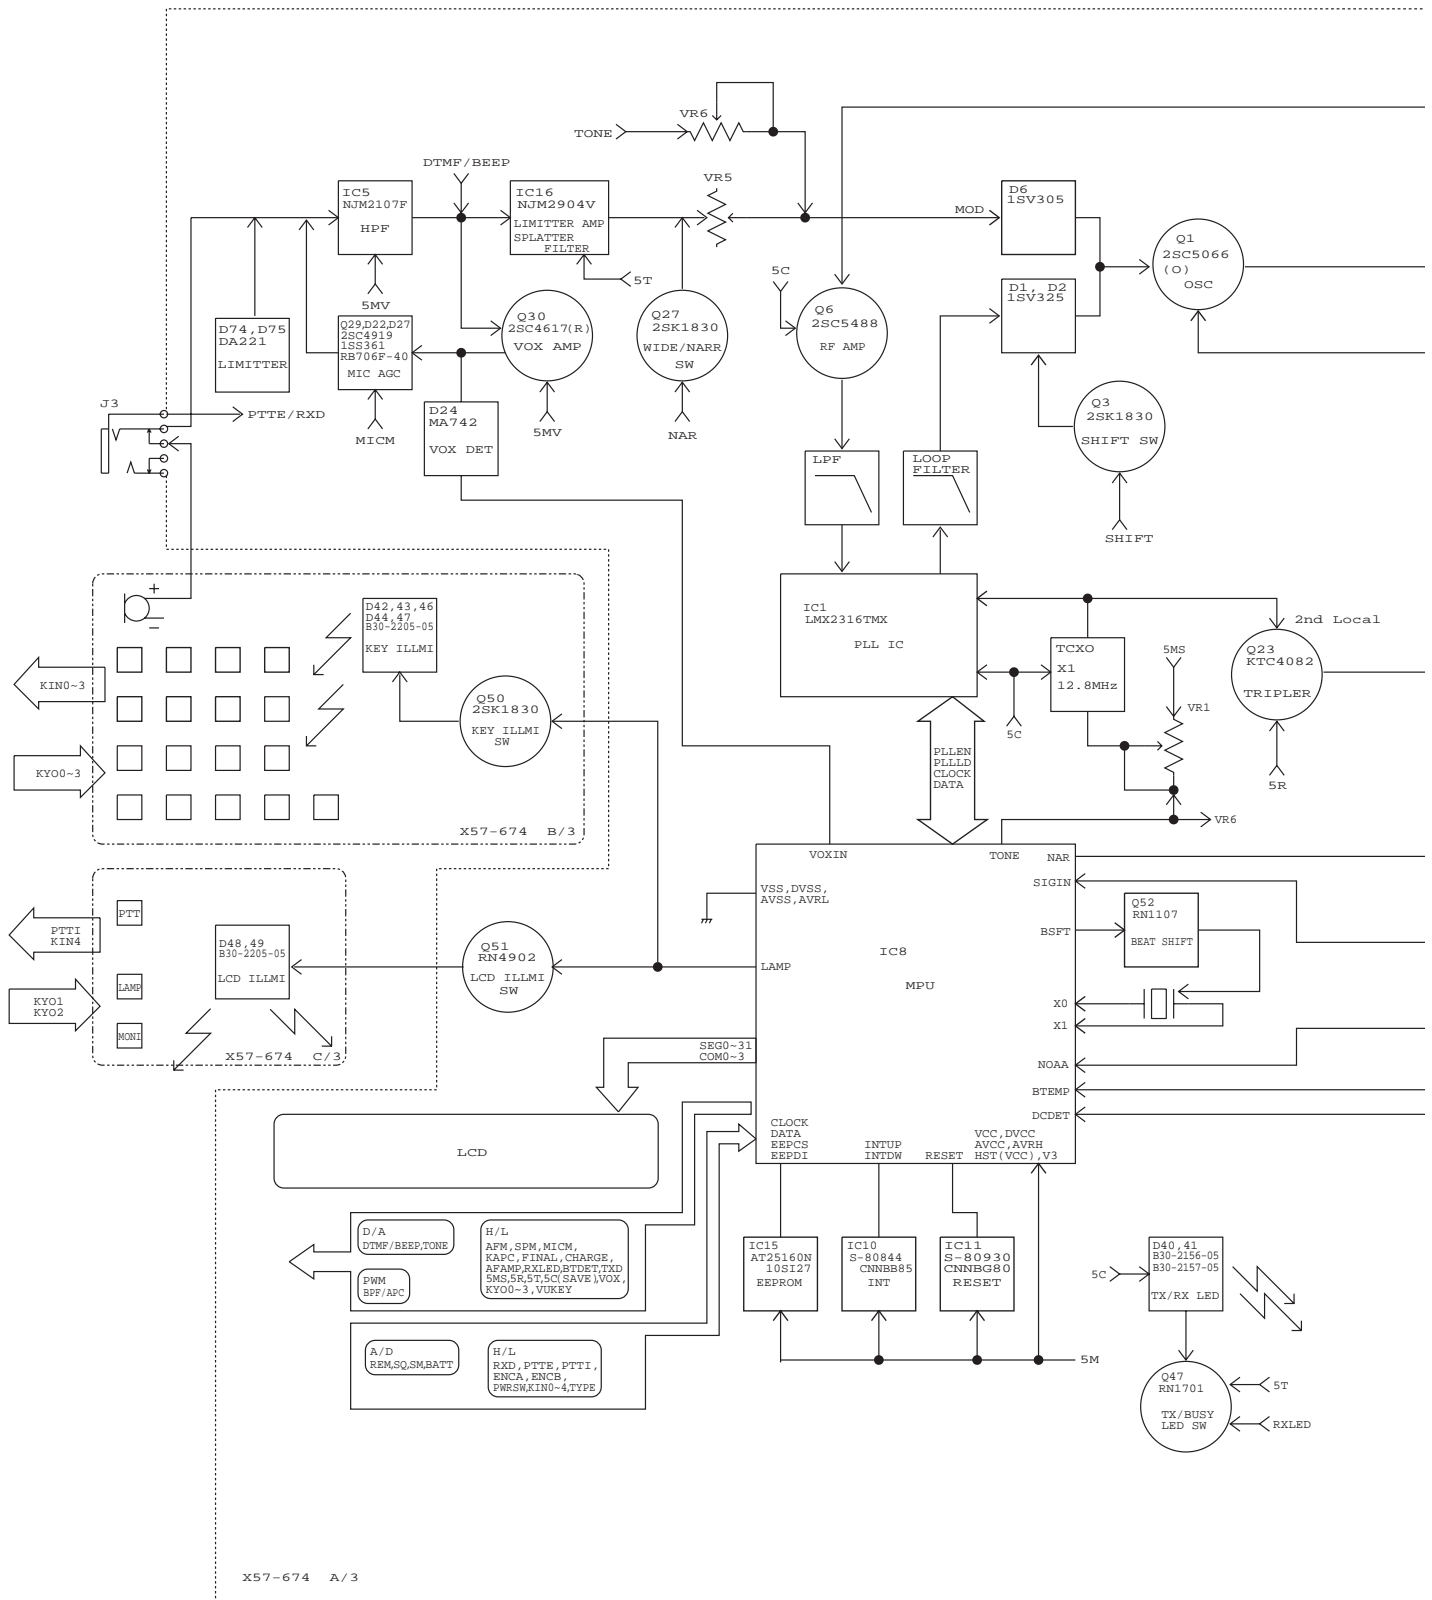 VR6
TONE
DTMF/BEEP
IC5
NJM2107F
HPF
5MV
IC16
NJM2904V
LIMITTER AMP
SPLATTER
FILTER
5T
VR5
MOD
D6
1SV305
Q1
2SC5066
(O)
OSC
5C
D1, D2
1SV325
D74,D75
DA221
LIMITTER
Q29,D22,D27
2SC4919
1SS361
RB706F-40
MIC AGC
MICM
Q30
2SC4617(R)
VOX AMP
5MV
Q27
2SK1830
WIDE/NARR
SW
NAR
Q6
2SC5488
RF AMP
Q3
2SK1830
SHIFT SW
SHIFT
J3
PTTE/RXD
D24
MA742
VOX DET
LPF
LOOP
FILTER
+
-
D42,43,46
D44,47
B30-2205-05
KEY ILLMI
Q50
2SK1830
KEY ILLMI
SW
KIN0~3
KYO0~3
X57-674 B/3
IC1
LMX2316TMX
PLL IC
TCXO
X1
12.8MHz
5C
5MS
VR1
2nd Local
Q23
KTC4082
TRIPLER
5R
PLLEN
PLLLD
CLOCK
DATA
VR6
PTTI
KIN4
KYO1
KYO2
PTT
LAMP
MONI
D48,49
B30-2205-05
LCD ILLMI
X57-674 C/3
Q51
RN4902
LCD ILLMI
SW
VOXIN
TONE
NAR
VSS,DVSS,
AVSS,AVRL
SIGIN
BSFT
IC8
MPU
LAMP
X0
X1
NOAA
BTEMP
DCDET
SEG0~31
COM0~3
CLOCK
DATA
EEPCS
EEPDI
INTUP
INTDW
RESET
VCC,DVCC
AVCC,AVRH
HST(VCC),V3
Q52
RN1107
BEAT SHIFT
LCD
D/A
DTMF/BEEP,TONE
PWM
BPF/APC
H/L
AFM,SPM,MICM,
KAPC,FINAL,CHARGE,
AFAMP,RXLED,BTDET,TXD
5MS,5R,5T,5C(SAVE),VOX,
KYO0~3,VUKEY
A/D
REM,SQ,SM,BATT
H/L
RXD,PTTE,PTTI,
ENCA,ENCB,
PWRSW,KIN0~4,TYPE
IC15
AT25160N
10SI27
EEPROM
IC10
S-80844
CNNBB85
INT
IC11
S-80930
CNNBG80
RESET
5M
5C
D40,41
B30-2156-05
B30-2157-05
TX/RX LED
Q47
RN1701
TX/BUSY
LED SW
5T
RXLED
X57-674 A/3